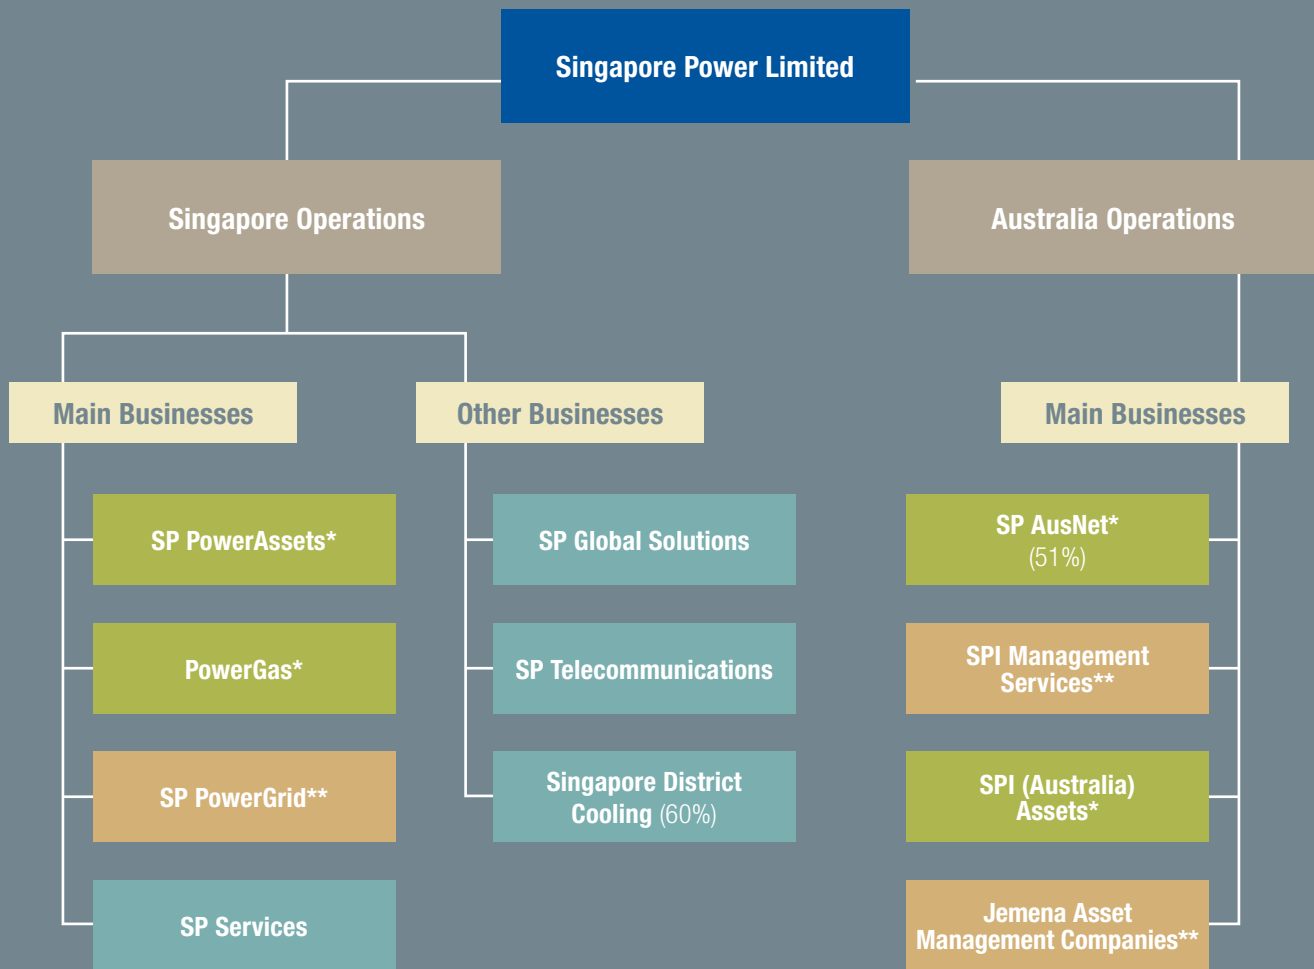 Singapore Power Limited
Singapore Operations
Australia Operations
Main Businesses
Other Businesses
Main Businesses
SP PowerAssets*
SP Global Solutions
SP AusNet*
(51%)
PowerGas*
SP Telecommunications
SPI Management
Services**
SP PowerGrid**
Singapore District
Cooling (60%)
SPI (Australia)
Assets*
SP Services
Jemena Asset
Management Companies**